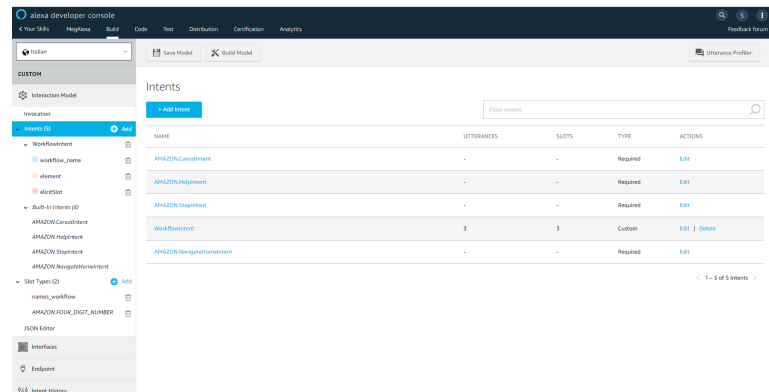 alexa developer console
S
< Your Skills MegAlexa Build Code Test Distribution Certification Analytics
Feedback forum
Italian
Save Model
Build Model
Utterance Profiler
CUSTOM
Interaction Model
Invocation
Intents (5) Add
WorkflowIntent
workflow_name
element
elicitSlot
Built-In Intents (4)
AMAZON.CancelIntent
AMAZON.HelpIntent
AMAZON.StopIntent
AMAZON.NavigateHomeIntent
Slot Types (2) Add
names_workflow
AMAZON.FOUR_DIGIT_NUMBER
JSON Editor
Interfaces
Endpoint
Intent History
Intents
+ Add Intent
Filter intents
NAME UTTERANCES SLOTS TYPE ACTIONS
AMAZON.CancelIntent - - Required Edit
AMAZON.HelpIntent - - Required Edit
AMAZON.StopIntent - - Required Edit
WorkflowIntent 3 3 Custom Edit | Delete
AMAZON.NavigateHomeIntent - - Required Edit
< 1 – 5 of 5 Intents >